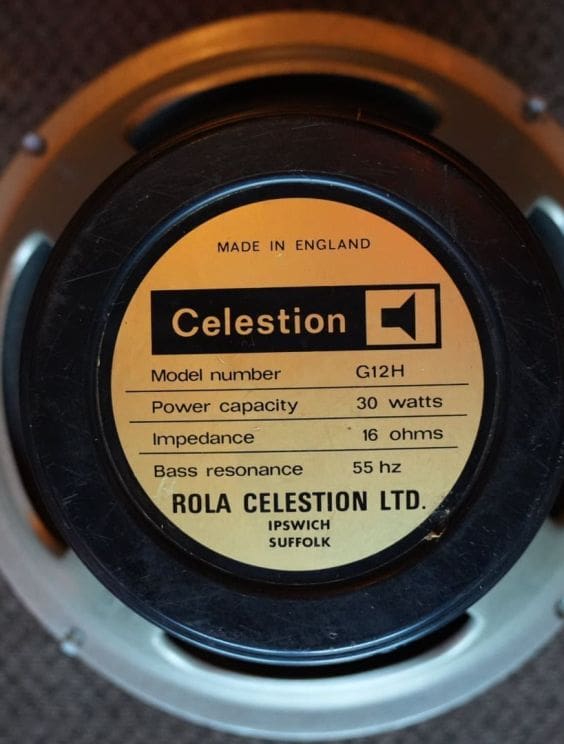 MADE IN ENGLAND
Celestion
Model number G12H
Power capacity 30 watts
Impedance 16 ohms
Bass resonance 55 hz
ROLA CELESTION LTD.
IPSWICH
SUFFOLK